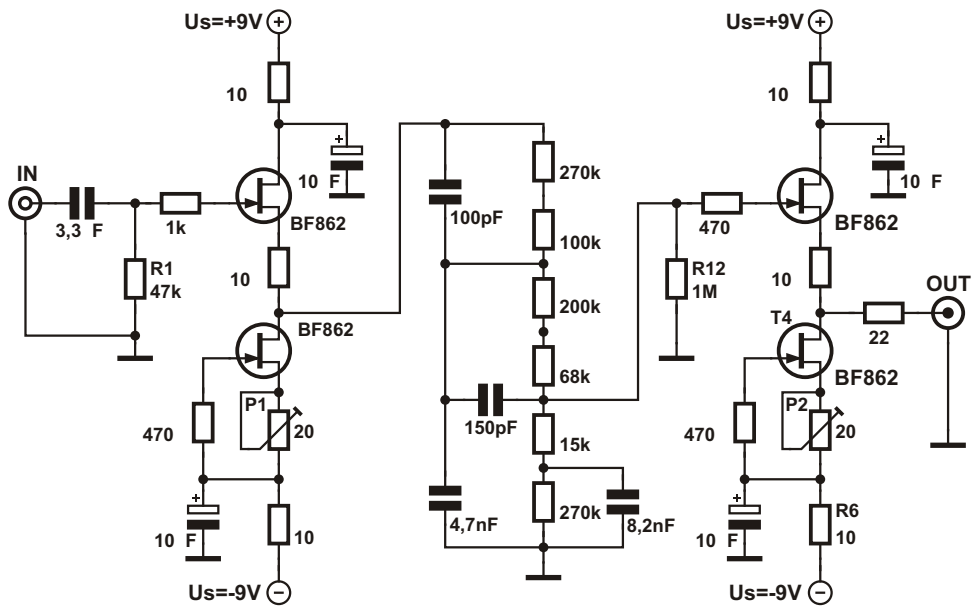 Us=+9V
10
10 F
IN
3,3 F
1k
BF862
R1
47k
10
BF862
P1
470
20
10 F
10
Us=-9V
270k
100pF
100k
200k
68k
150pF
15k
4,7nF
270k
8,2nF
Us=+9V
10
10 F
470
BF862
R12
1M
10
OUT
T4
22
BF862
P2
470
20
R6
10 F
10
Us=-9V